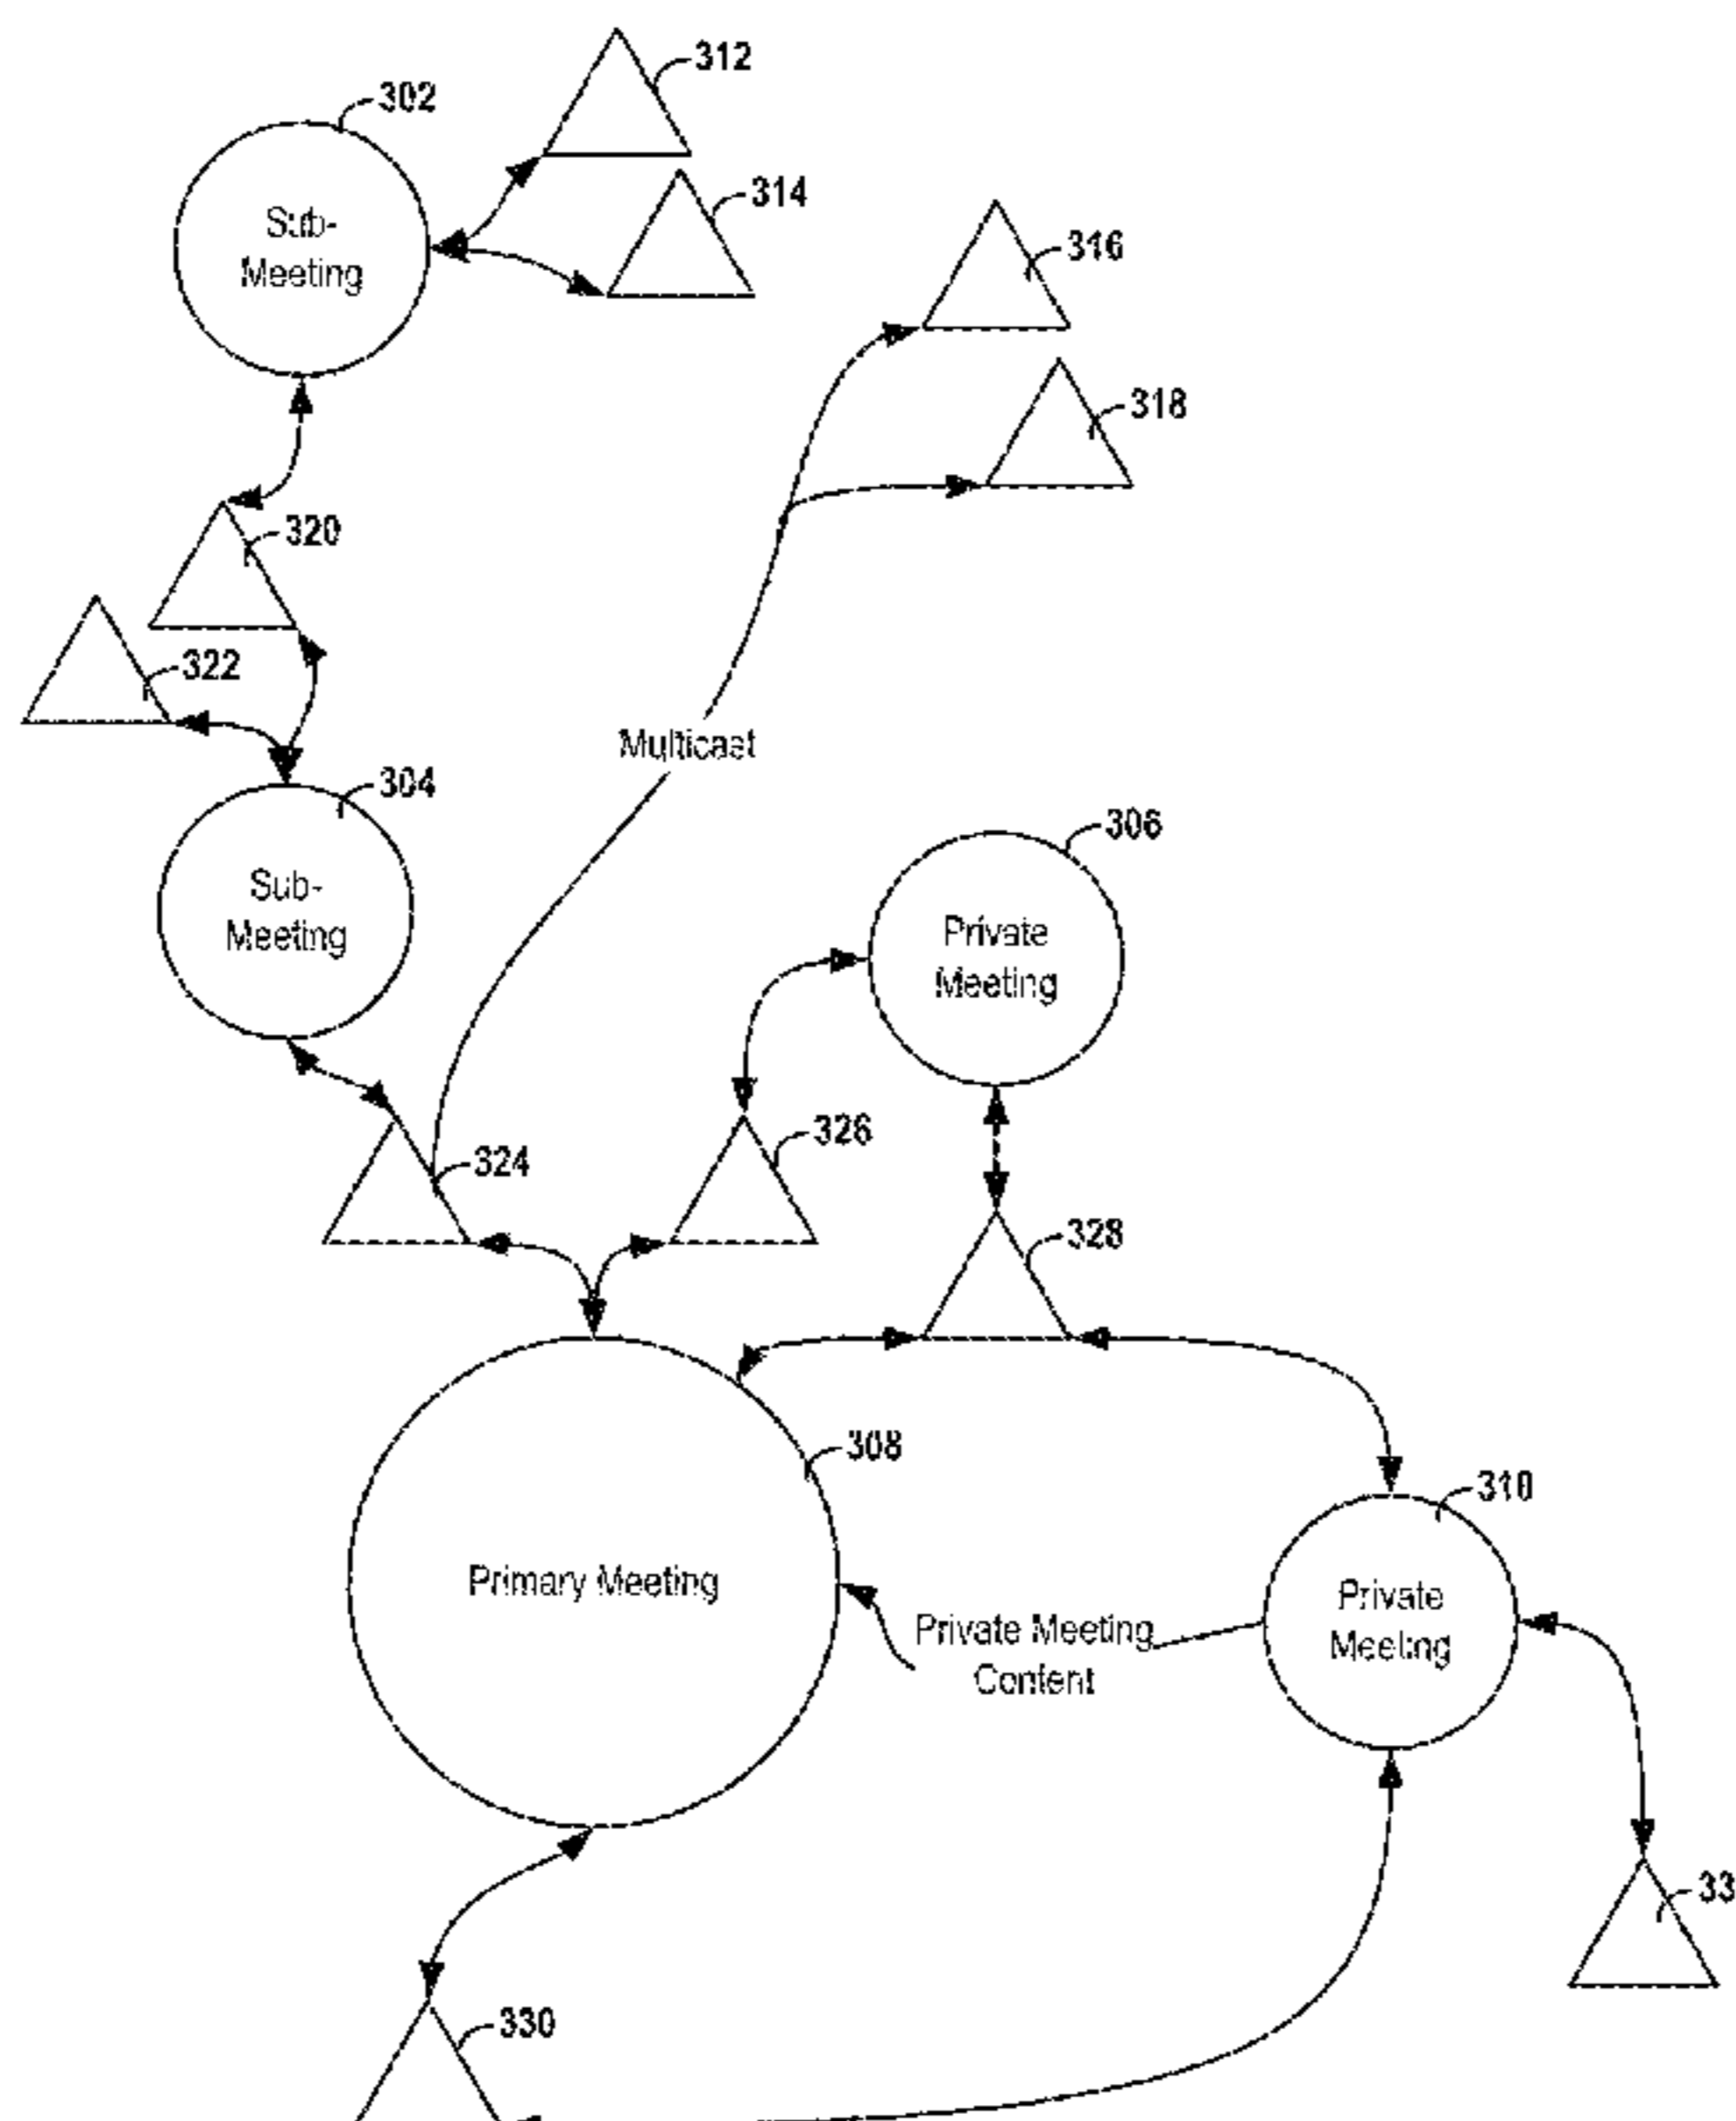 312
302
314
Sub-
Meeting
316
318
320
322
Multicast
304
306
Sub-
Meeting
Private
Meeting
326
324
328
308
310
Primary Meeting
Private
Meeting
Private Meeting
Content
33
330